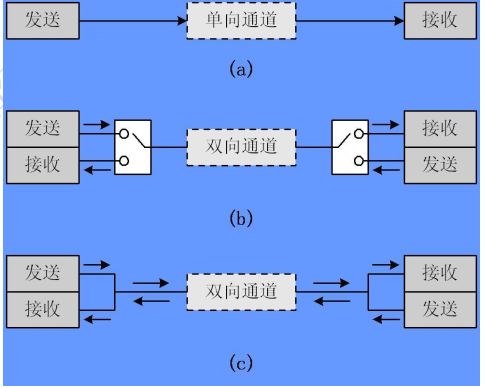 发送 单向通道 接收
(a)
发送 接收
双向通道
接收 发送
(b)
发送 接收
双向通道
接收 发送
(c)